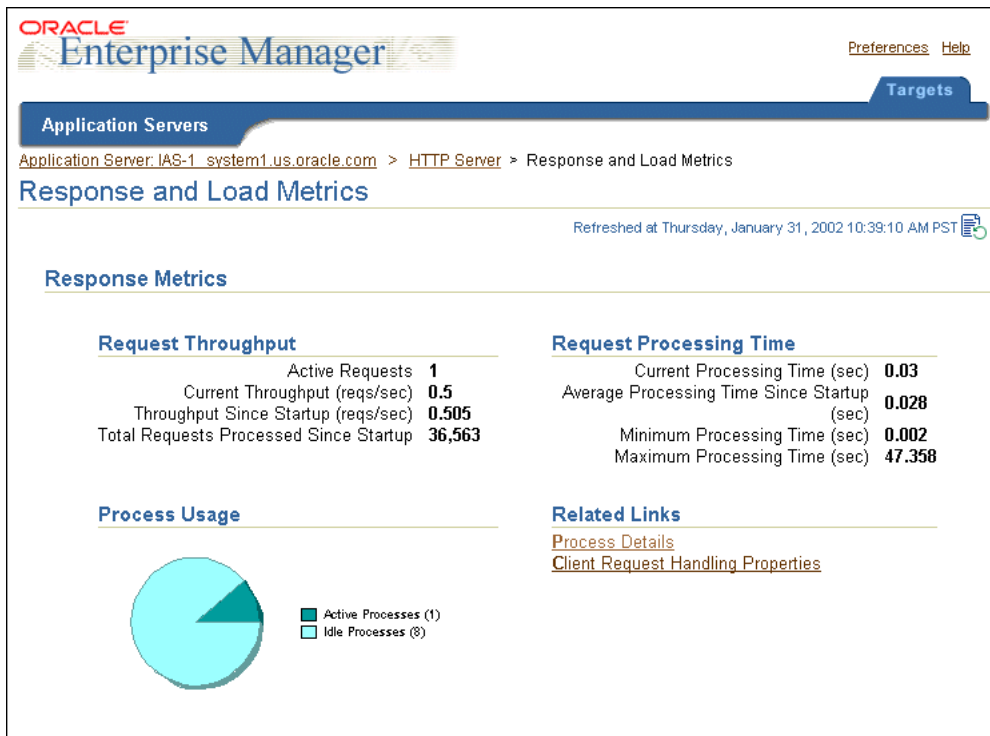 ORACLE
Enterprise Manager
Preferences Help
Targets
Application Servers
Application Server: IAS-1_system1.us.oracle.com > HTTP Server > Response and Load Metrics
Response and Load Metrics
Refreshed at Thursday, January 31, 2002 10:39:10 AM PST
Response Metrics
Request Throughput
Active Requests 1
Current Throughput (reqs/sec) 0.5
Throughput Since Startup (reqs/sec) 0.505
Total Requests Processed Since Startup 36,563
Request Processing Time
Current Processing Time (sec) 0.03
Average Processing Time Since Startup
(sec) 0.028
Minimum Processing Time (sec) 0.002
Maximum Processing Time (sec) 47.358
Process Usage
Active Processes (1)
Idle Processes (8)
Related Links
Process Details
Client Request Handling Properties